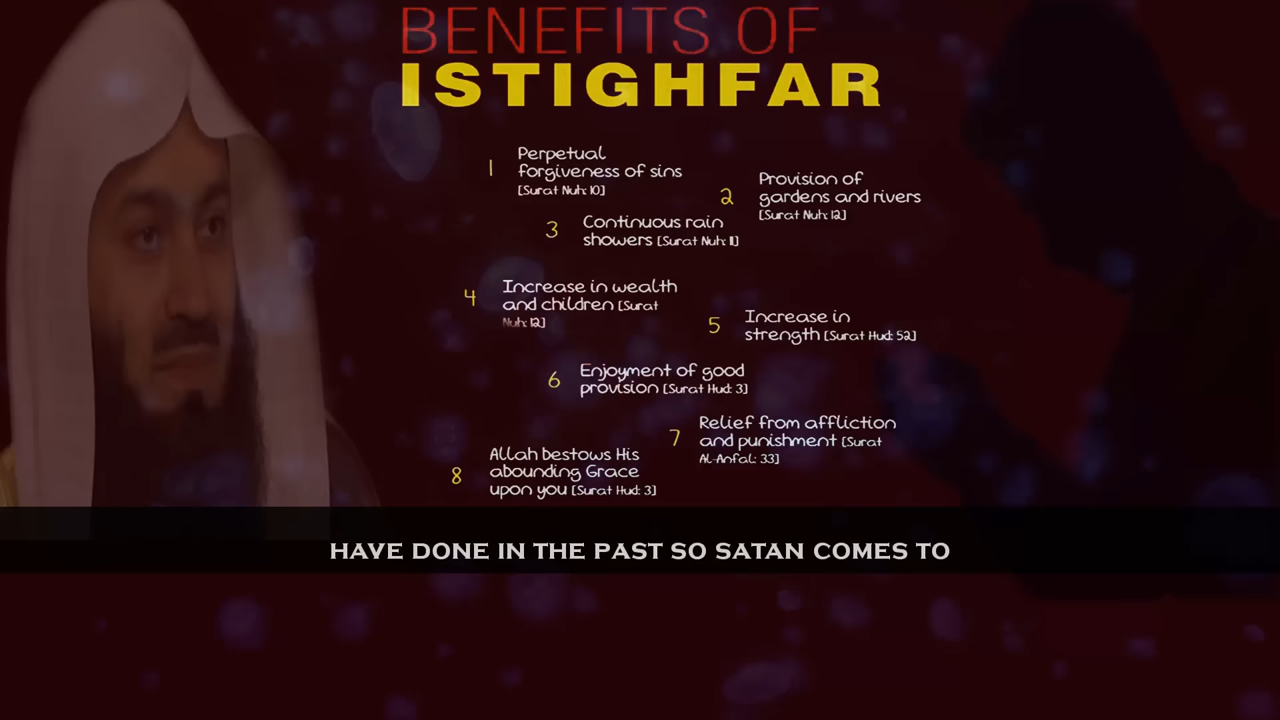 BENEFITS OF
ISTIGHFAR
1 Perpetual
forgiveness of sins
[Surat Nuh: 10]
2 Provision of
gardens and rivers
[Surat Nuh: 12]
3 Continuous rain
showers [Surat Nuh: 11]
4 Increase in wealth
and children [Surat
Nuh: 12]
5 Increase in
strength [Surat Hud: 52]
6 Enjoyment of good
provision [Surat Hud: 3]
7 Relief from affliction
and punishment [Surat
Al-Anfal: 33]
8 Allah bestows His
abounding Grace
upon you [Surat Hud: 3]
HAVE DONE IN THE PAST SO SATAN COMES TO